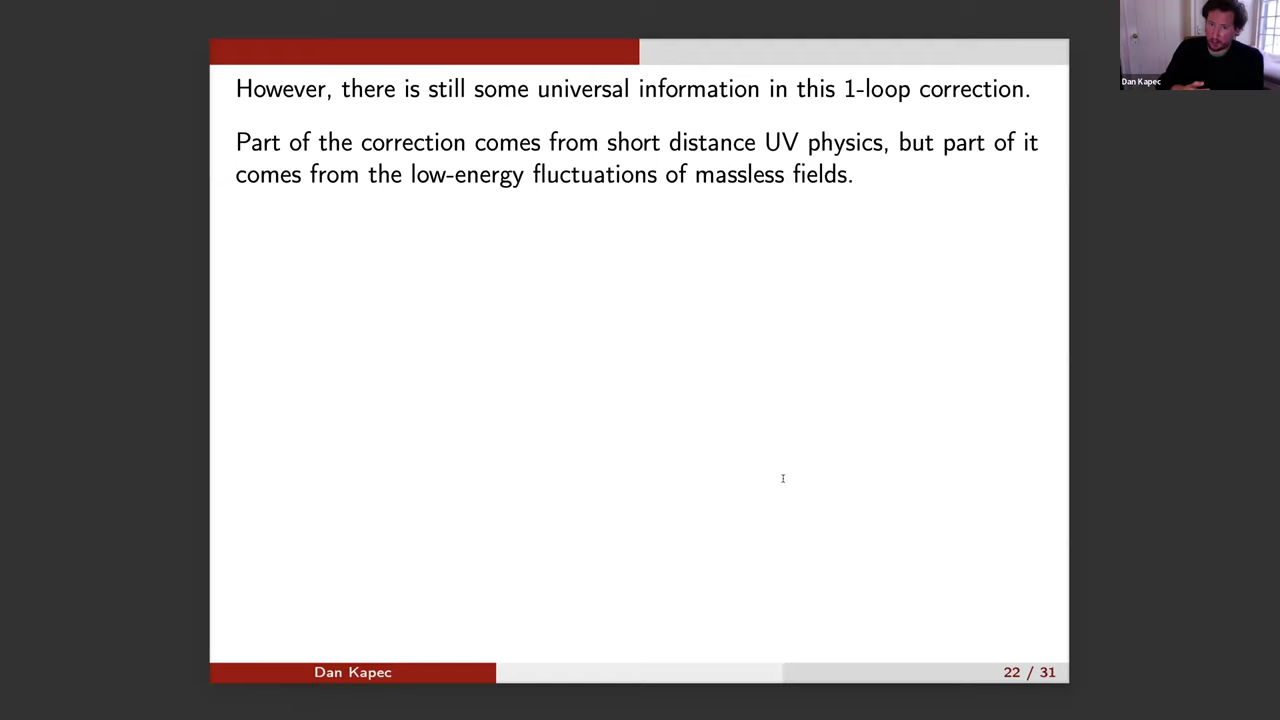 However, there is still some universal information in this 1-loop correction.
Part of the correction comes from short distance UV physics, but part of it
comes from the low-energy fluctuations of massless fields.
Dan Kapec
22 / 31
Dan Kapec